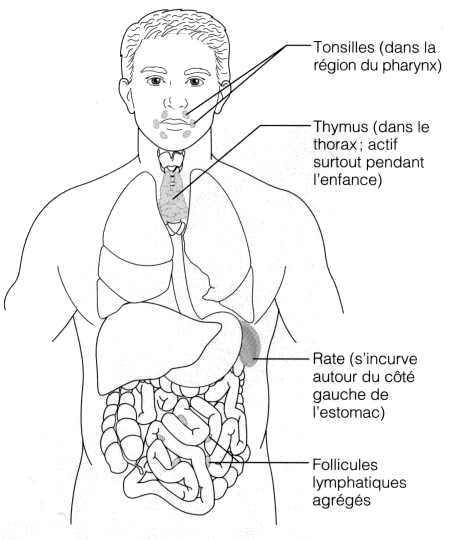 Tonsilles (dans la
région du pharynx)
Thymus (dans le
thorax ; actif
surtout pendant
l'enfance)
Rate (s'incurve
autour du côté
gauche de
l'estomac)
Follicules
lymphatiques
agrégés